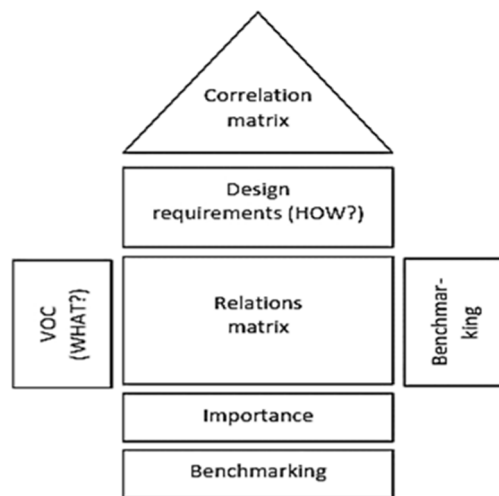 Correlation
matrix
Design
requirements (HOW?)
VOC
(WHAT?)
Relations
matrix
Benchmar-
king
Importance
Benchmarking